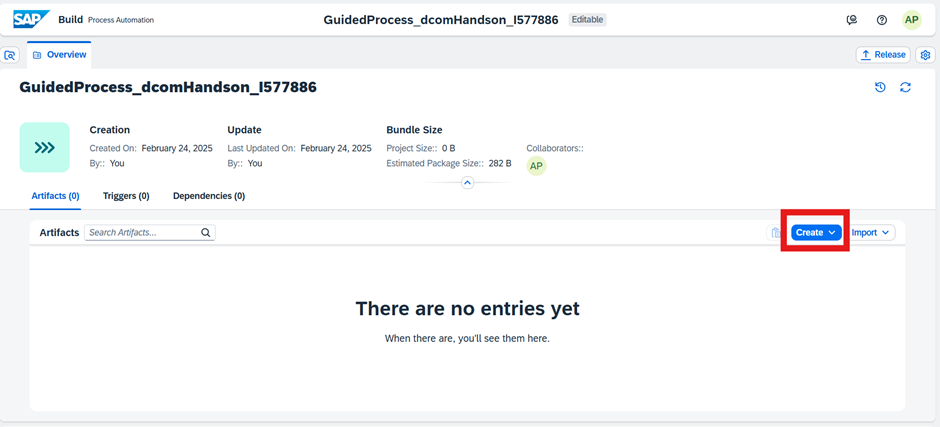 SAP Build Process Automation GuidedProcess_dcomHandson_I577886 Editable AP
Overview Release
GuidedProcess_dcomHandson_I577886
Creation Update Bundle Size
Created On: February 24, 2025 Last Updated On: February 24, 2025 Project Size:: 0 B Collaborators::
By:: You By:: You Estimated Package Size:: 282 B AP
Artifacts (0) Triggers (0) Dependencies (0)
Artifacts Search Artifacts... Create Import
There are no entries yet
When there are, you'll see them here.